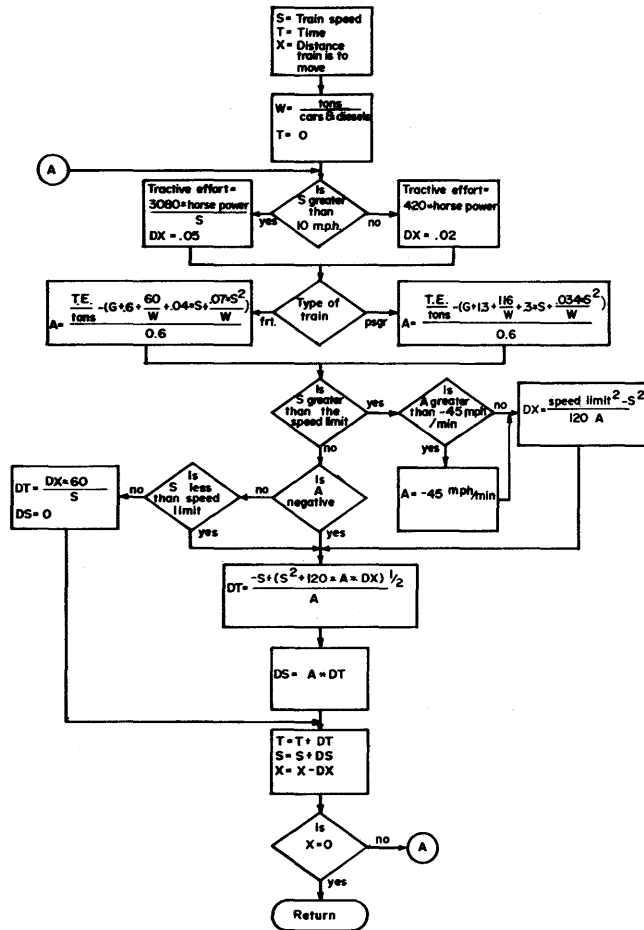 S = Train speed
T = Time
X = Distance
train is to
move
W = tons
cars & diesels
T = O
A
Tractive effort =
3080 * horse power
S
DX = .05
Is
S greater
than
10 m.p.h.
yes
no
Tractive effort =
420 * horse power
DX = .02
A = T.E. / tons -(G+.6+ 60 / W +.04*S+ .07*S² / W)
0.6
Type of
train
frt.
psgr
A = T.E. / tons -(G+1.3+ 1.16 / W +.3*S+ .034*S² / W)
0.6
Is
S greater
than the
speed limit
yes
no
Is
A greater
than -45 mph
/min
no
yes
DX = speed limit² - S²
120 A
A = -45 mph/min
DT = DX * 60
S
DS = O
no
Is
S less
than speed
limit
yes
no
Is
A
negative
yes
DT = -S + (S² + 120 * A * DX) 1/2
A
DS = A * DT
T = T + DT
S = S + DS
X = X - DX
Is
X = O
no
A
yes
Return